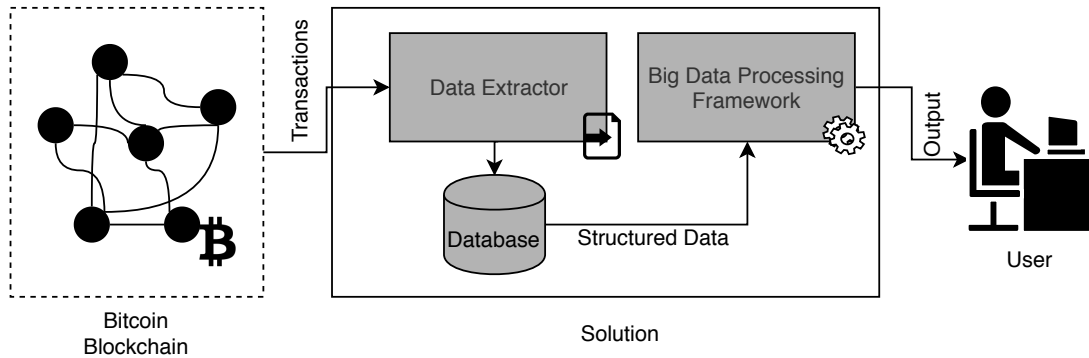 Transactions
Data Extractor
Big Data Processing
Framework
Output
Database
Structured Data
User
Bitcoin
Blockchain
Solution